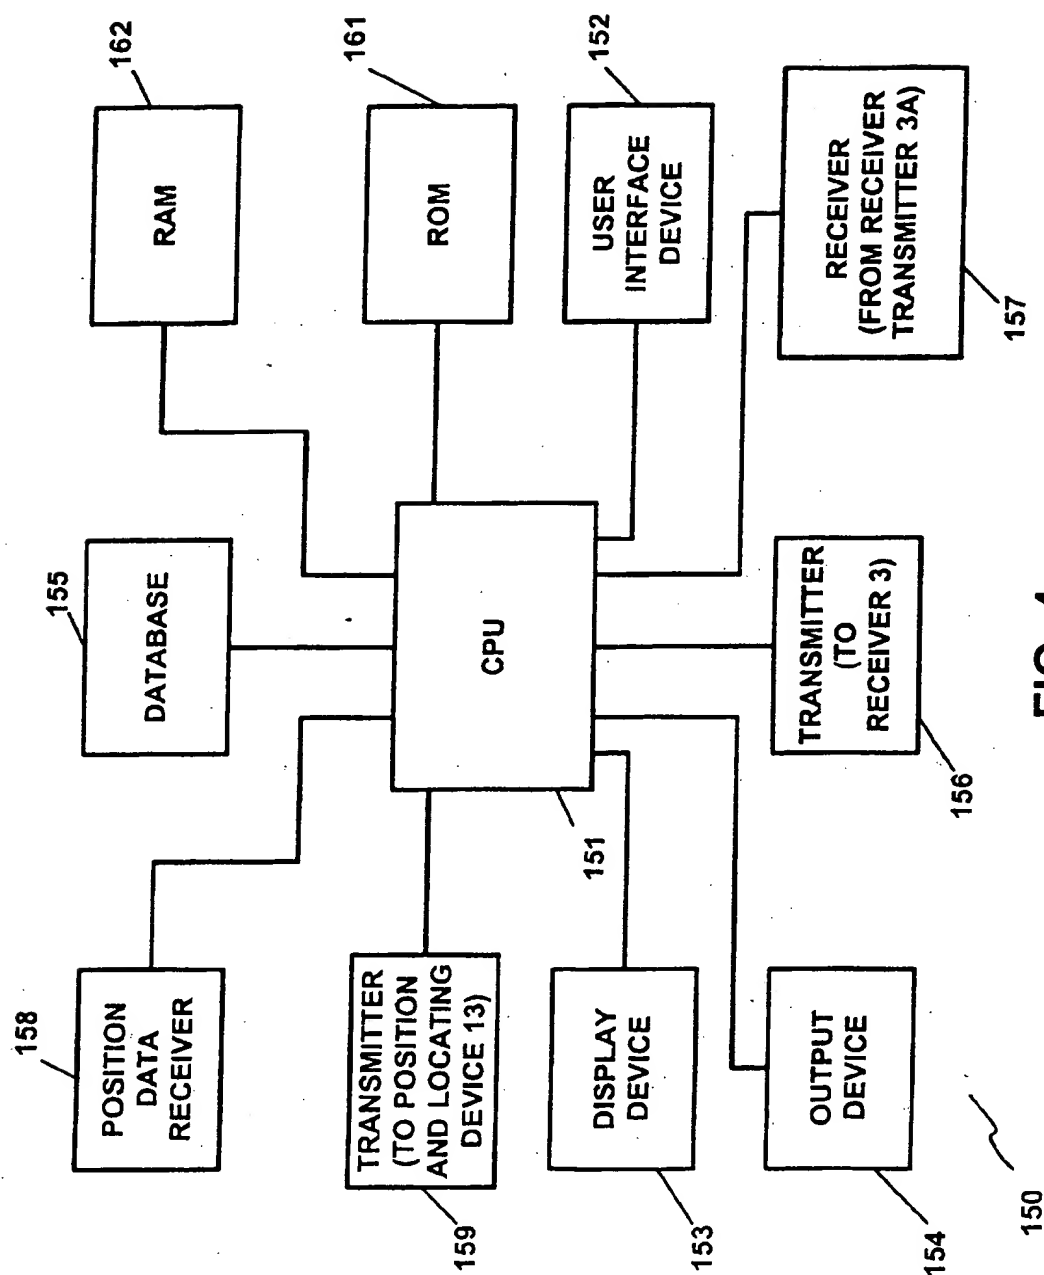 158
POSITION
DATA
RECEIVER
155
DATABASE
162
RAM
159
TRANSMITTER
(TO POSITION
AND LOCATING
DEVICE 13)
CPU
151
161
ROM
153
DISPLAY
DEVICE
152
USER
INTERFACE
DEVICE
154
OUTPUT
DEVICE
156
TRANSMITTER
(TO
RECEIVER 3)
157
RECEIVER
(FROM RECEIVER
TRANSMITTER 3A)
150